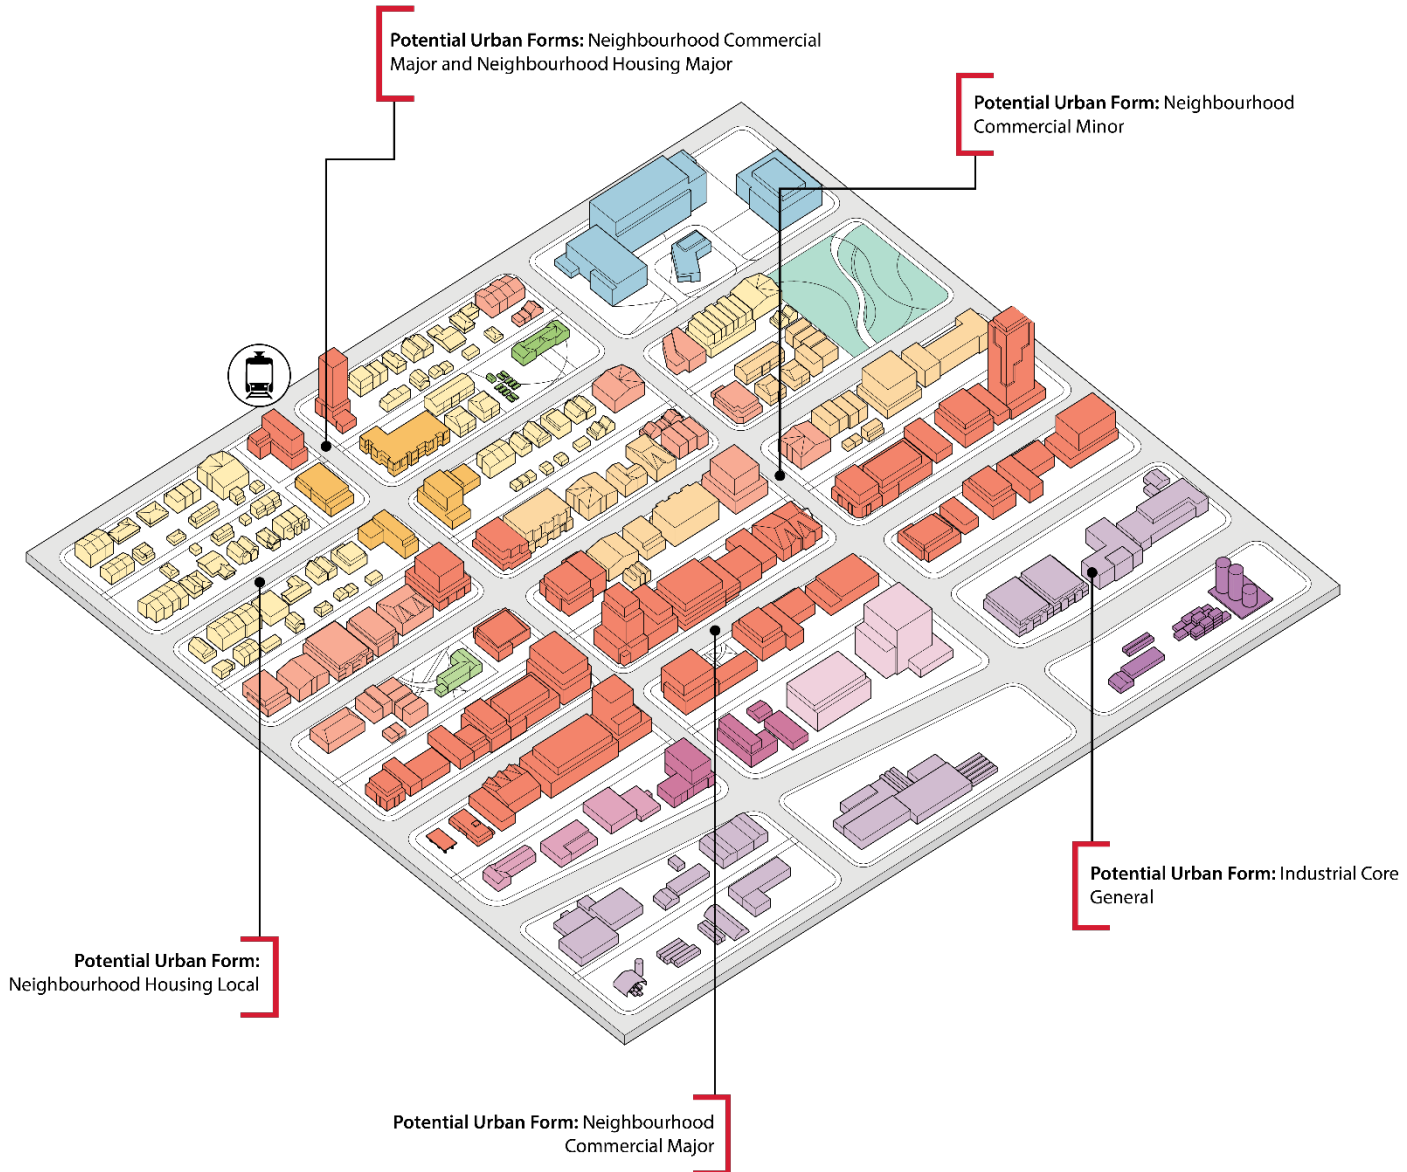 Potential Urban Forms: Neighbourhood Commercial
Major and Neighbourhood Housing Major
Potential Urban Form: Neighbourhood
Commercial Minor
Potential Urban Form: Industrial Core
General
Potential Urban Form:
Neighbourhood Housing Local
Potential Urban Form: Neighbourhood
Commercial Major